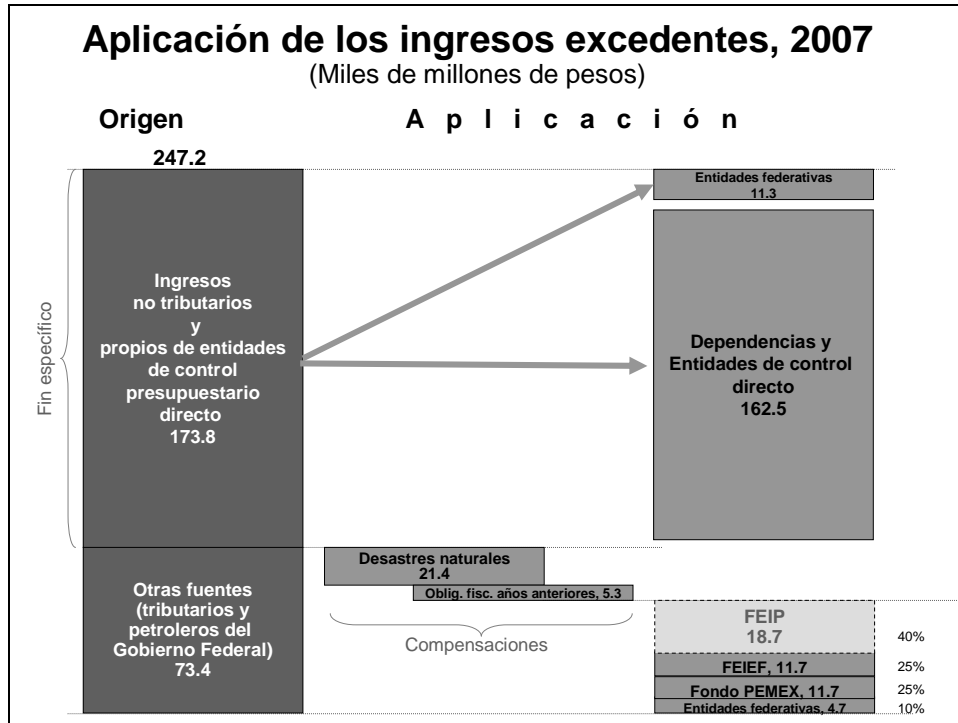 Aplicación de los ingresos excedentes, 2007
(Miles de millones de pesos)
Origen
A p l i c a c i ó n
247.2
Fin específico
Ingresos
no tributarios
y
propios de entidades
de control
presupuestario
directo
173.8
Entidades federativas
11.3
Dependencias y
Entidades de control
directo
162.5
Otras fuentes
(tributarios y
petroleros del
Gobierno Federal)
73.4
Desastres naturales
21.4
Oblig. fisc. años anteriores, 5.3
Compensaciones
FEIP
18.7
40%
FEIEF, 11.7
25%
Fondo PEMEX, 11.7
25%
Entidades federativas, 4.7
10%